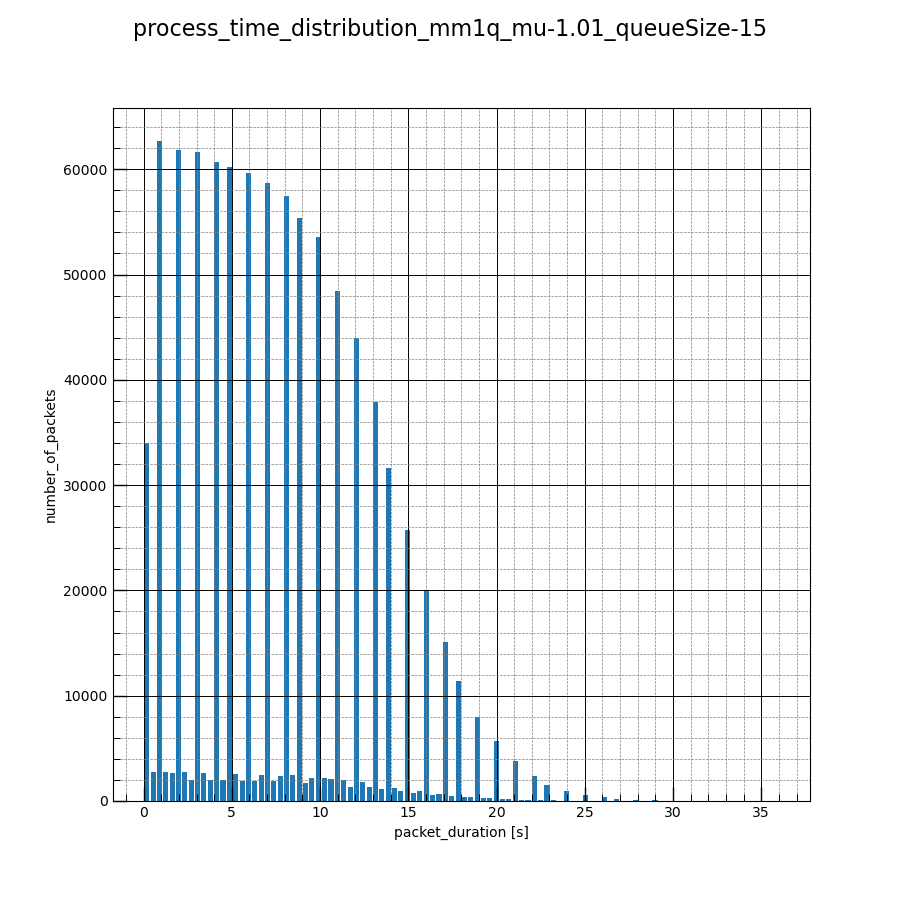 process_time_distribution_mm1q_mu-1.01_queueSize-15
60000
50000
40000
30000
20000
10000
0
number_of_packets
0 5 10 15 20 25 30 35
packet_duration [s]